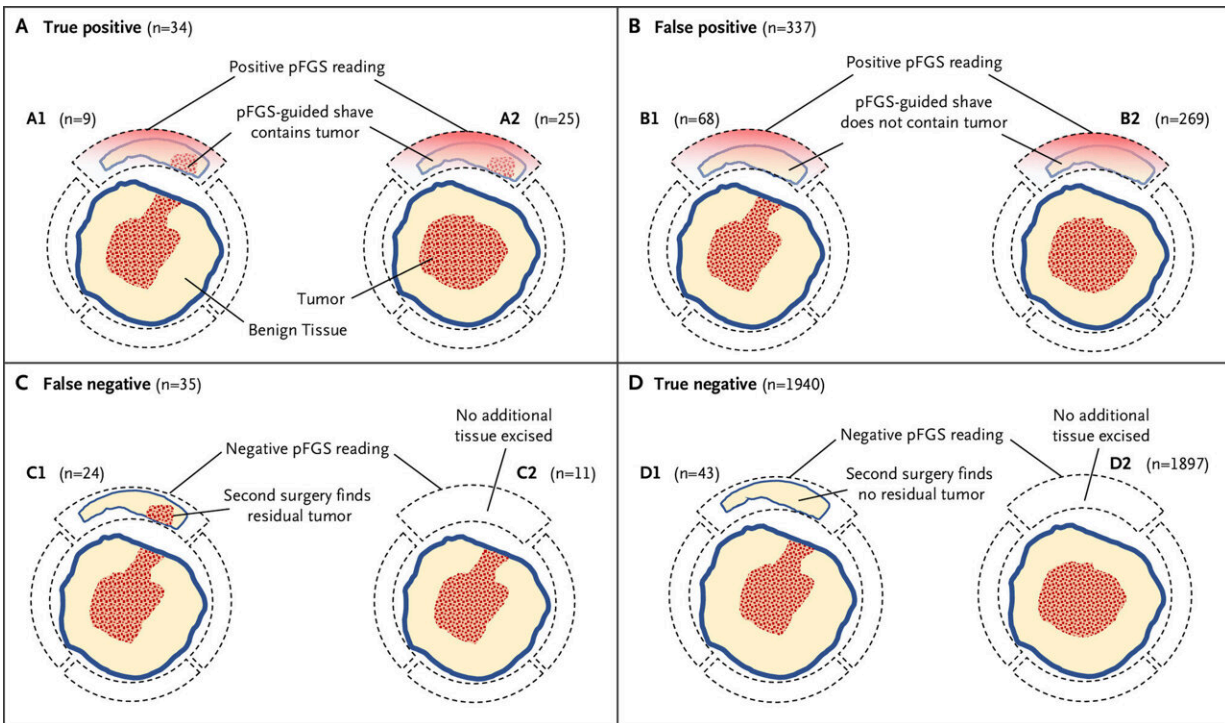 A True positive (n=34)
Positive pFGS reading
A1 (n=9)
pFGS-guided shave
contains tumor
A2 (n=25)
Tumor
Benign Tissue
B False positive (n=337)
Positive pFGS reading
B1 (n=68)
pFGS-guided shave
does not contain tumor
B2 (n=269)
C False negative (n=35)
No additional
tissue excised
Negative pFGS reading
C1 (n=24)
C2 (n=11)
Second surgery finds
residual tumor
D True negative (n=1940)
No additional
tissue excised
Negative pFGS reading
D1 (n=43)
D2 (n=1897)
Second surgery finds
no residual tumor